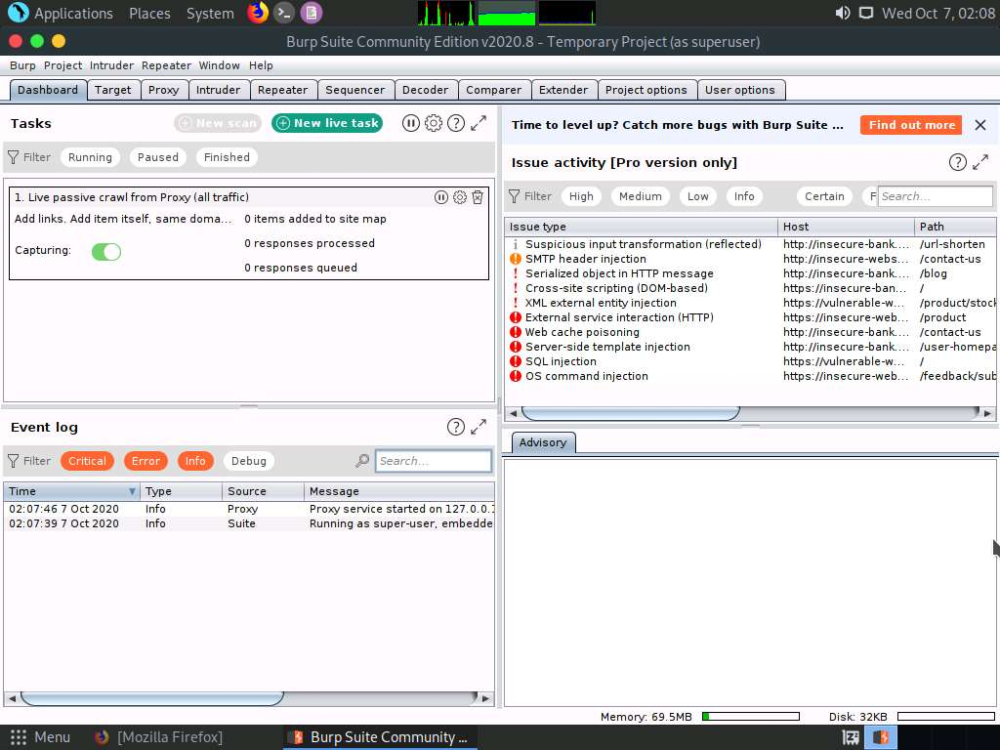 Applications Places System Wed Oct 7, 02:08
Burp Suite Community Edition v2020.8 - Temporary Project (as superuser)
Burp Project Intruder Repeater Window Help
Dashboard Target Proxy Intruder Repeater Sequencer Decoder Comparer Extender Project options User options
Tasks New scan New live task
Filter Running Paused Finished
1. Live passive crawl from Proxy (all traffic)
Add links. Add item itself, same doma... 0 items added to site map
0 responses processed
Capturing:
0 responses queued
Time to level up? Catch more bugs with Burp Suite ... Find out more
Issue activity [Pro version only]
Filter High Medium Low Info Certain F Search...
Issue type Host Path
Suspicious input transformation (reflected) http://insecure-bank.... /url-shorten
SMTP header injection http://insecure-webs... /contact-us
Serialized object in HTTP message http://insecure-bank.... /blog
Cross-site scripting (DOM-based) https://insecure-ban... /
XML external entity injection https://vulnerable-w... /product/stock
External service interaction (HTTP) https://insecure-web... /product
Web cache poisoning http://insecure-bank.... /contact-us
Server-side template injection http://insecure-bank.... /user-homepa
SQL injection https://vulnerable-w... /
OS command injection https://insecure-web... /feedback/sub
Event log
Filter Critical Error Info Debug Search...
Time Type Source Message
02:07:46 7 Oct 2020 Info Proxy Proxy service started on 127.0.0.1
02:07:39 7 Oct 2020 Info Suite Running as super-user, embedde
Advisory
Memory: 69.5MB Disk: 32KB
Menu [Mozilla Firefox] Burp Suite Community ...